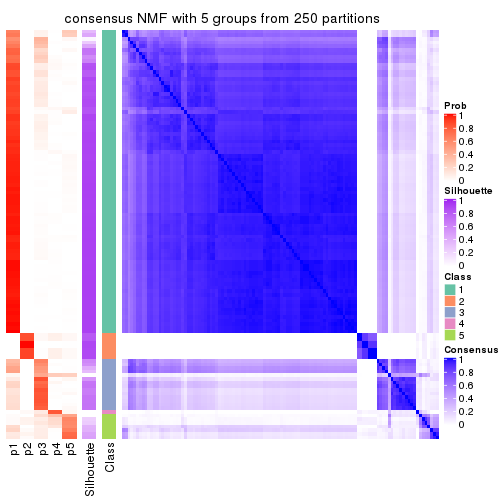 consensus NMF with 5 groups from 250 partitions
Prob
1
0.8
0.6
0.4
0.2
0
Silhouette
1
0.8
0.6
0.4
0.2
0
Class
1
2
3
4
5
Consensus
1
0.8
0.6
0.4
0.2
0
p1
p2
p3
p4
p5
Silhouette
Class